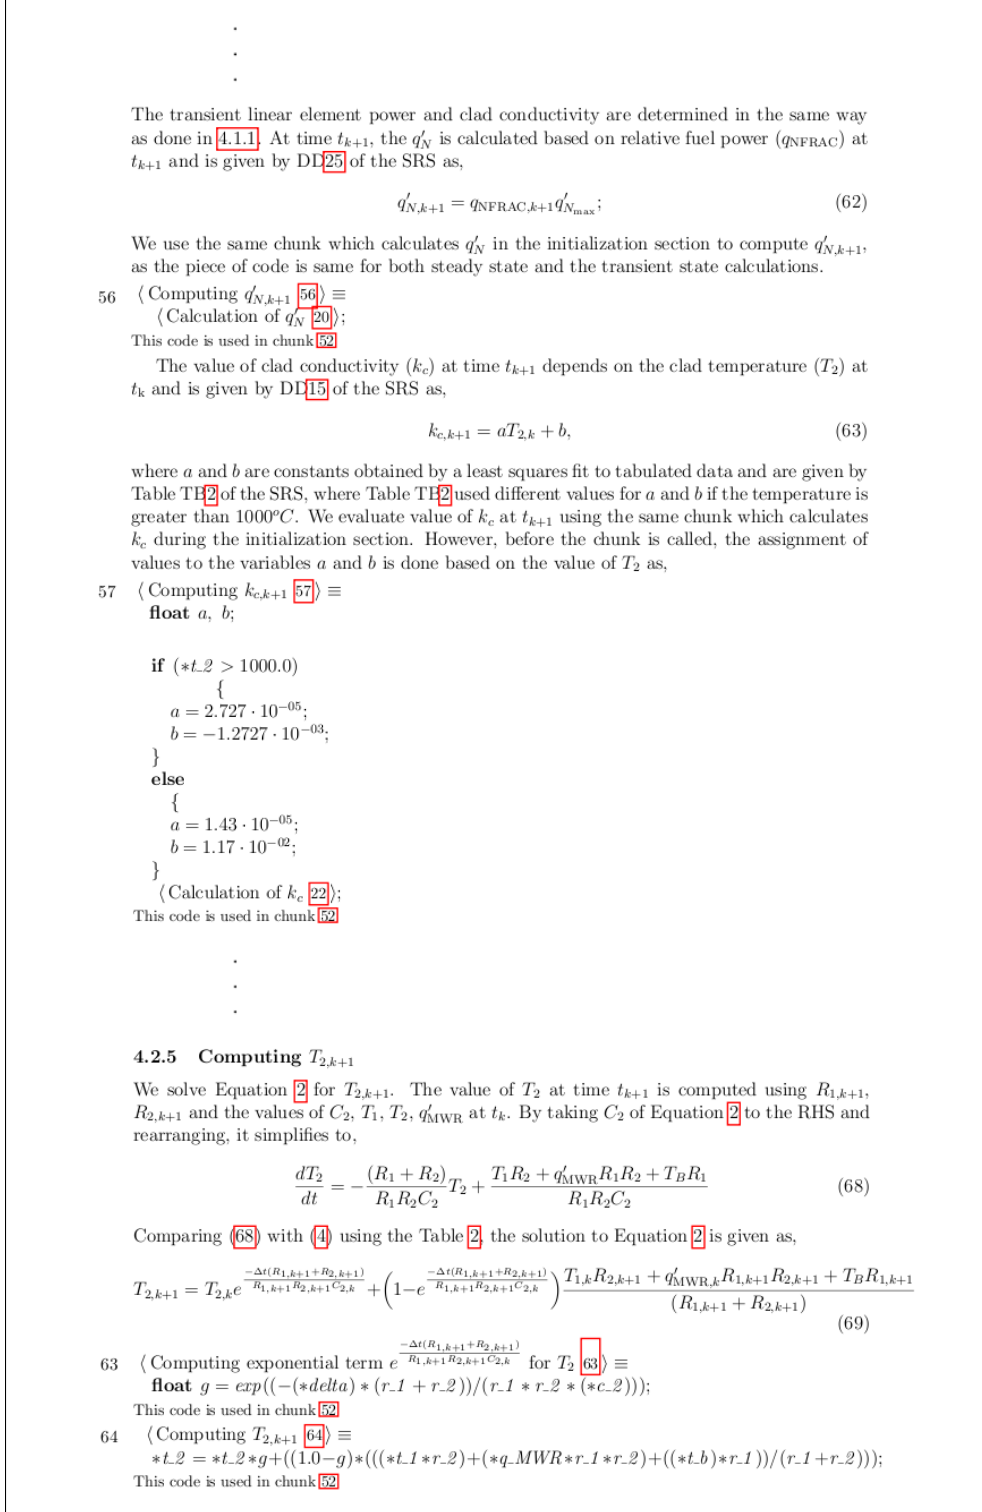 .
.
.
The transient linear element power and clad conductivity are determined in the same way
as done in 4.1.1. At time t_{k+1}, the q′_N is calculated based on relative fuel power (q_{NFRAC}) at
t_{k+1} and is given by DD25 of the SRS as,
q′_{N,k+1} = q_{NFRAC,k+1}q′_{N_{max}}; (62)
We use the same chunk which calculates q′_N in the initialization section to compute q′_{N,k+1},
as the piece of code is same for both steady state and the transient state calculations.
56 ⟨ Computing q′_{N,k+1} 56 ⟩ ≡
⟨ Calculation of q′_N 20 ⟩;
This code is used in chunk 52
The value of clad conductivity (k_c) at time t_{k+1} depends on the clad temperature (T_2) at
t_k and is given by DD15 of the SRS as,
k_{c,k+1} = aT_{2,k} + b, (63)
where a and b are constants obtained by a least squares fit to tabulated data and are given by
Table TB2 of the SRS, where Table TB2 used different values for a and b if the temperature is
greater than 1000°C. We evaluate value of k_c at t_{k+1} using the same chunk which calculates
k_c during the initialization section. However, before the chunk is called, the assignment of
values to the variables a and b is done based on the value of T_2 as,
57 ⟨ Computing k_{c,k+1} 57 ⟩ ≡
float a, b;
if (∗t_2 > 1000.0)
{
a = 2.727 · 10^{−05};
b = −1.2727 · 10^{−03};
}
else
{
a = 1.43 · 10^{−05};
b = 1.17 · 10^{−02};
}
⟨ Calculation of k_c 22 ⟩;
This code is used in chunk 52
.
.
.
4.2.5 Computing T_{2,k+1}
We solve Equation 2 for T_{2,k+1}. The value of T_2 at time t_{k+1} is computed using R_{1,k+1},
R_{2,k+1} and the values of C_2, T_1, T_2, q′_{MWR} at t_k. By taking C_2 of Equation 2 to the RHS and
rearranging, it simplifies to,
\frac{dT_2}{dt} = −\frac{(R_1 + R_2)}{R_1R_2C_2}T_2 + \frac{T_1R_2 + q′_{MWR}R_1R_2 + T_BR_1}{R_1R_2C_2} (68)
Comparing (68) with (4) using the Table 2, the solution to Equation 2 is given as,
T_{2,k+1} = T_{2,k}e^{\frac{−Δt(R_{1,k+1}+R_{2,k+1})}{R_{1,k+1}R_{2,k+1}C_{2,k}}} + (1−e^{\frac{−Δt(R_{1,k+1}+R_{2,k+1})}{R_{1,k+1}R_{2,k+1}C_{2,k}}}) \frac{T_{1,k}R_{2,k+1} + q′_{MWR,k}R_{1,k+1}R_{2,k+1} + T_BR_{1,k+1}}{(R_{1,k+1} + R_{2,k+1})}
(69)
63 ⟨ Computing exponential term e^{\frac{−Δt(R_{1,k+1}+R_{2,k+1})}{R_{1,k+1}R_{2,k+1}C_{2,k}}} for T_2 63 ⟩ ≡
float g = exp((−(∗delta) ∗ (r_1 + r_2))/(r_1 ∗ r_2 ∗ (∗c_2)));
This code is used in chunk 52
64 ⟨ Computing T_{2,k+1} 64 ⟩ ≡
∗t_2 = ∗t_2∗g+((1.0−g)∗(((∗t_1∗r_2)+(∗q_MWR∗r_1∗r_2)+((∗t_b)∗r_1))/(r_1+r_2)));
This code is used in chunk 52